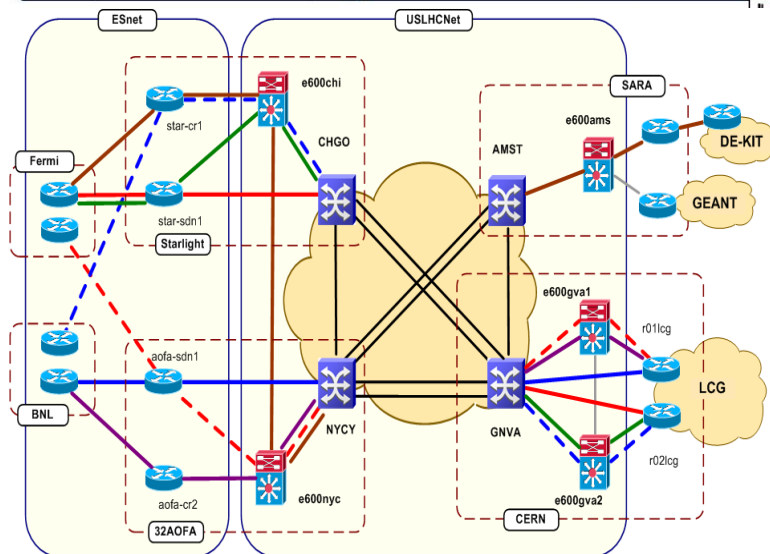 ESnet
USLHCNet
e600chi
SARA
star-cr1
e600ams
CHGO
AMST
DE-KIT
Fermi
GEANT
star-sdn1
Starlight
e600gva1
r01lcg
aofa-sdn1
LCG
BNL
NYCY
GNVA
r02lcg
aofa-cr2
e600nyc
e600gva2
32AOFA
CERN